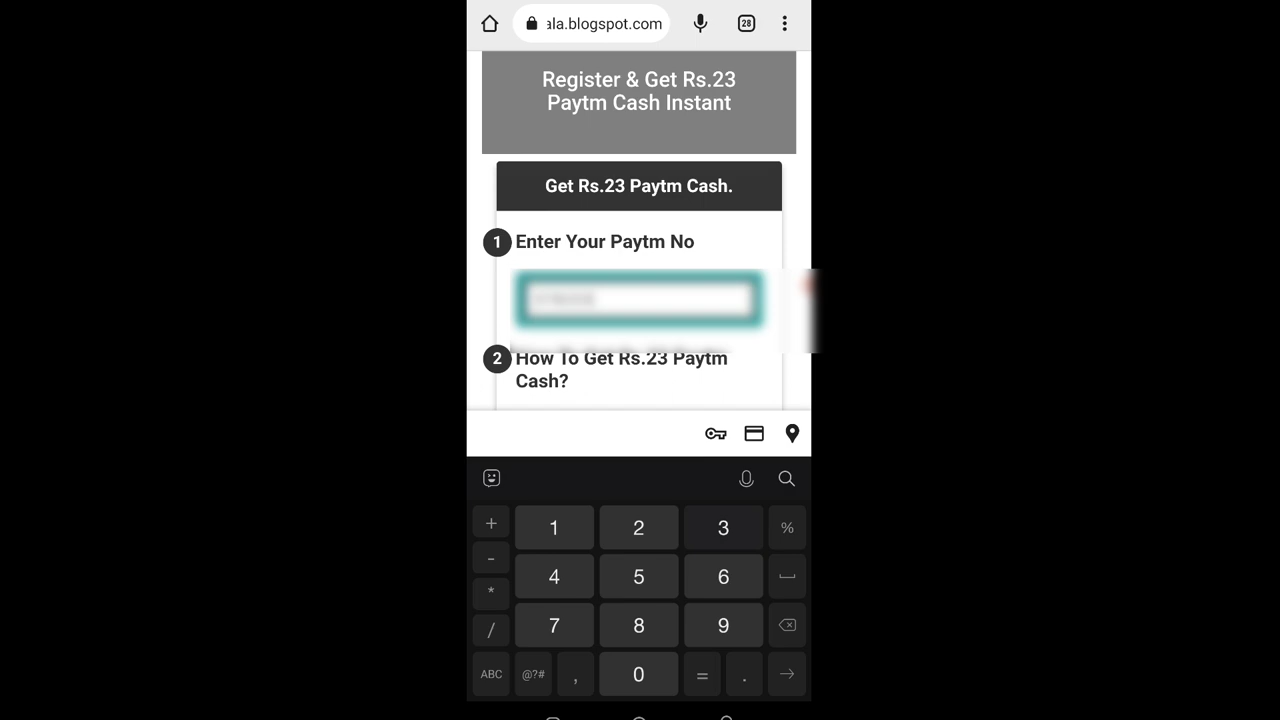 ala.blogspot.com
28
Register & Get Rs.23
Paytm Cash Instant
Get Rs.23 Paytm Cash.
1 Enter Your Paytm No
2 How To Get Rs.23 Paytm
Cash?
+ 1 2 3 %
- 4 5 6
* 7 8 9
/
ABC @?# , 0 = .